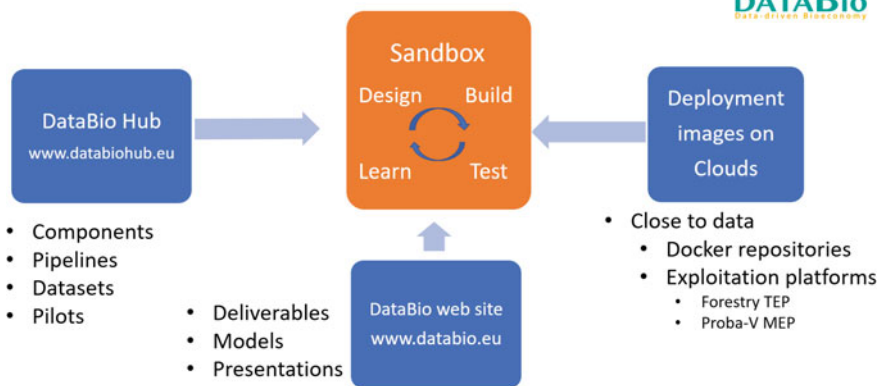 DATABIO
Data-driven Bioeconomy
Sandbox
Design Build
Learn Test
DataBio Hub
www.databiohub.eu
• Components
• Pipelines
• Datasets
• Pilots
Deployment
images on
Clouds
• Close to data
• Docker repositories
• Exploitation platforms
• Forestry TEP
• Proba-V MEP
• Deliverables
• Models
• Presentations
DataBio web site
www.databio.eu